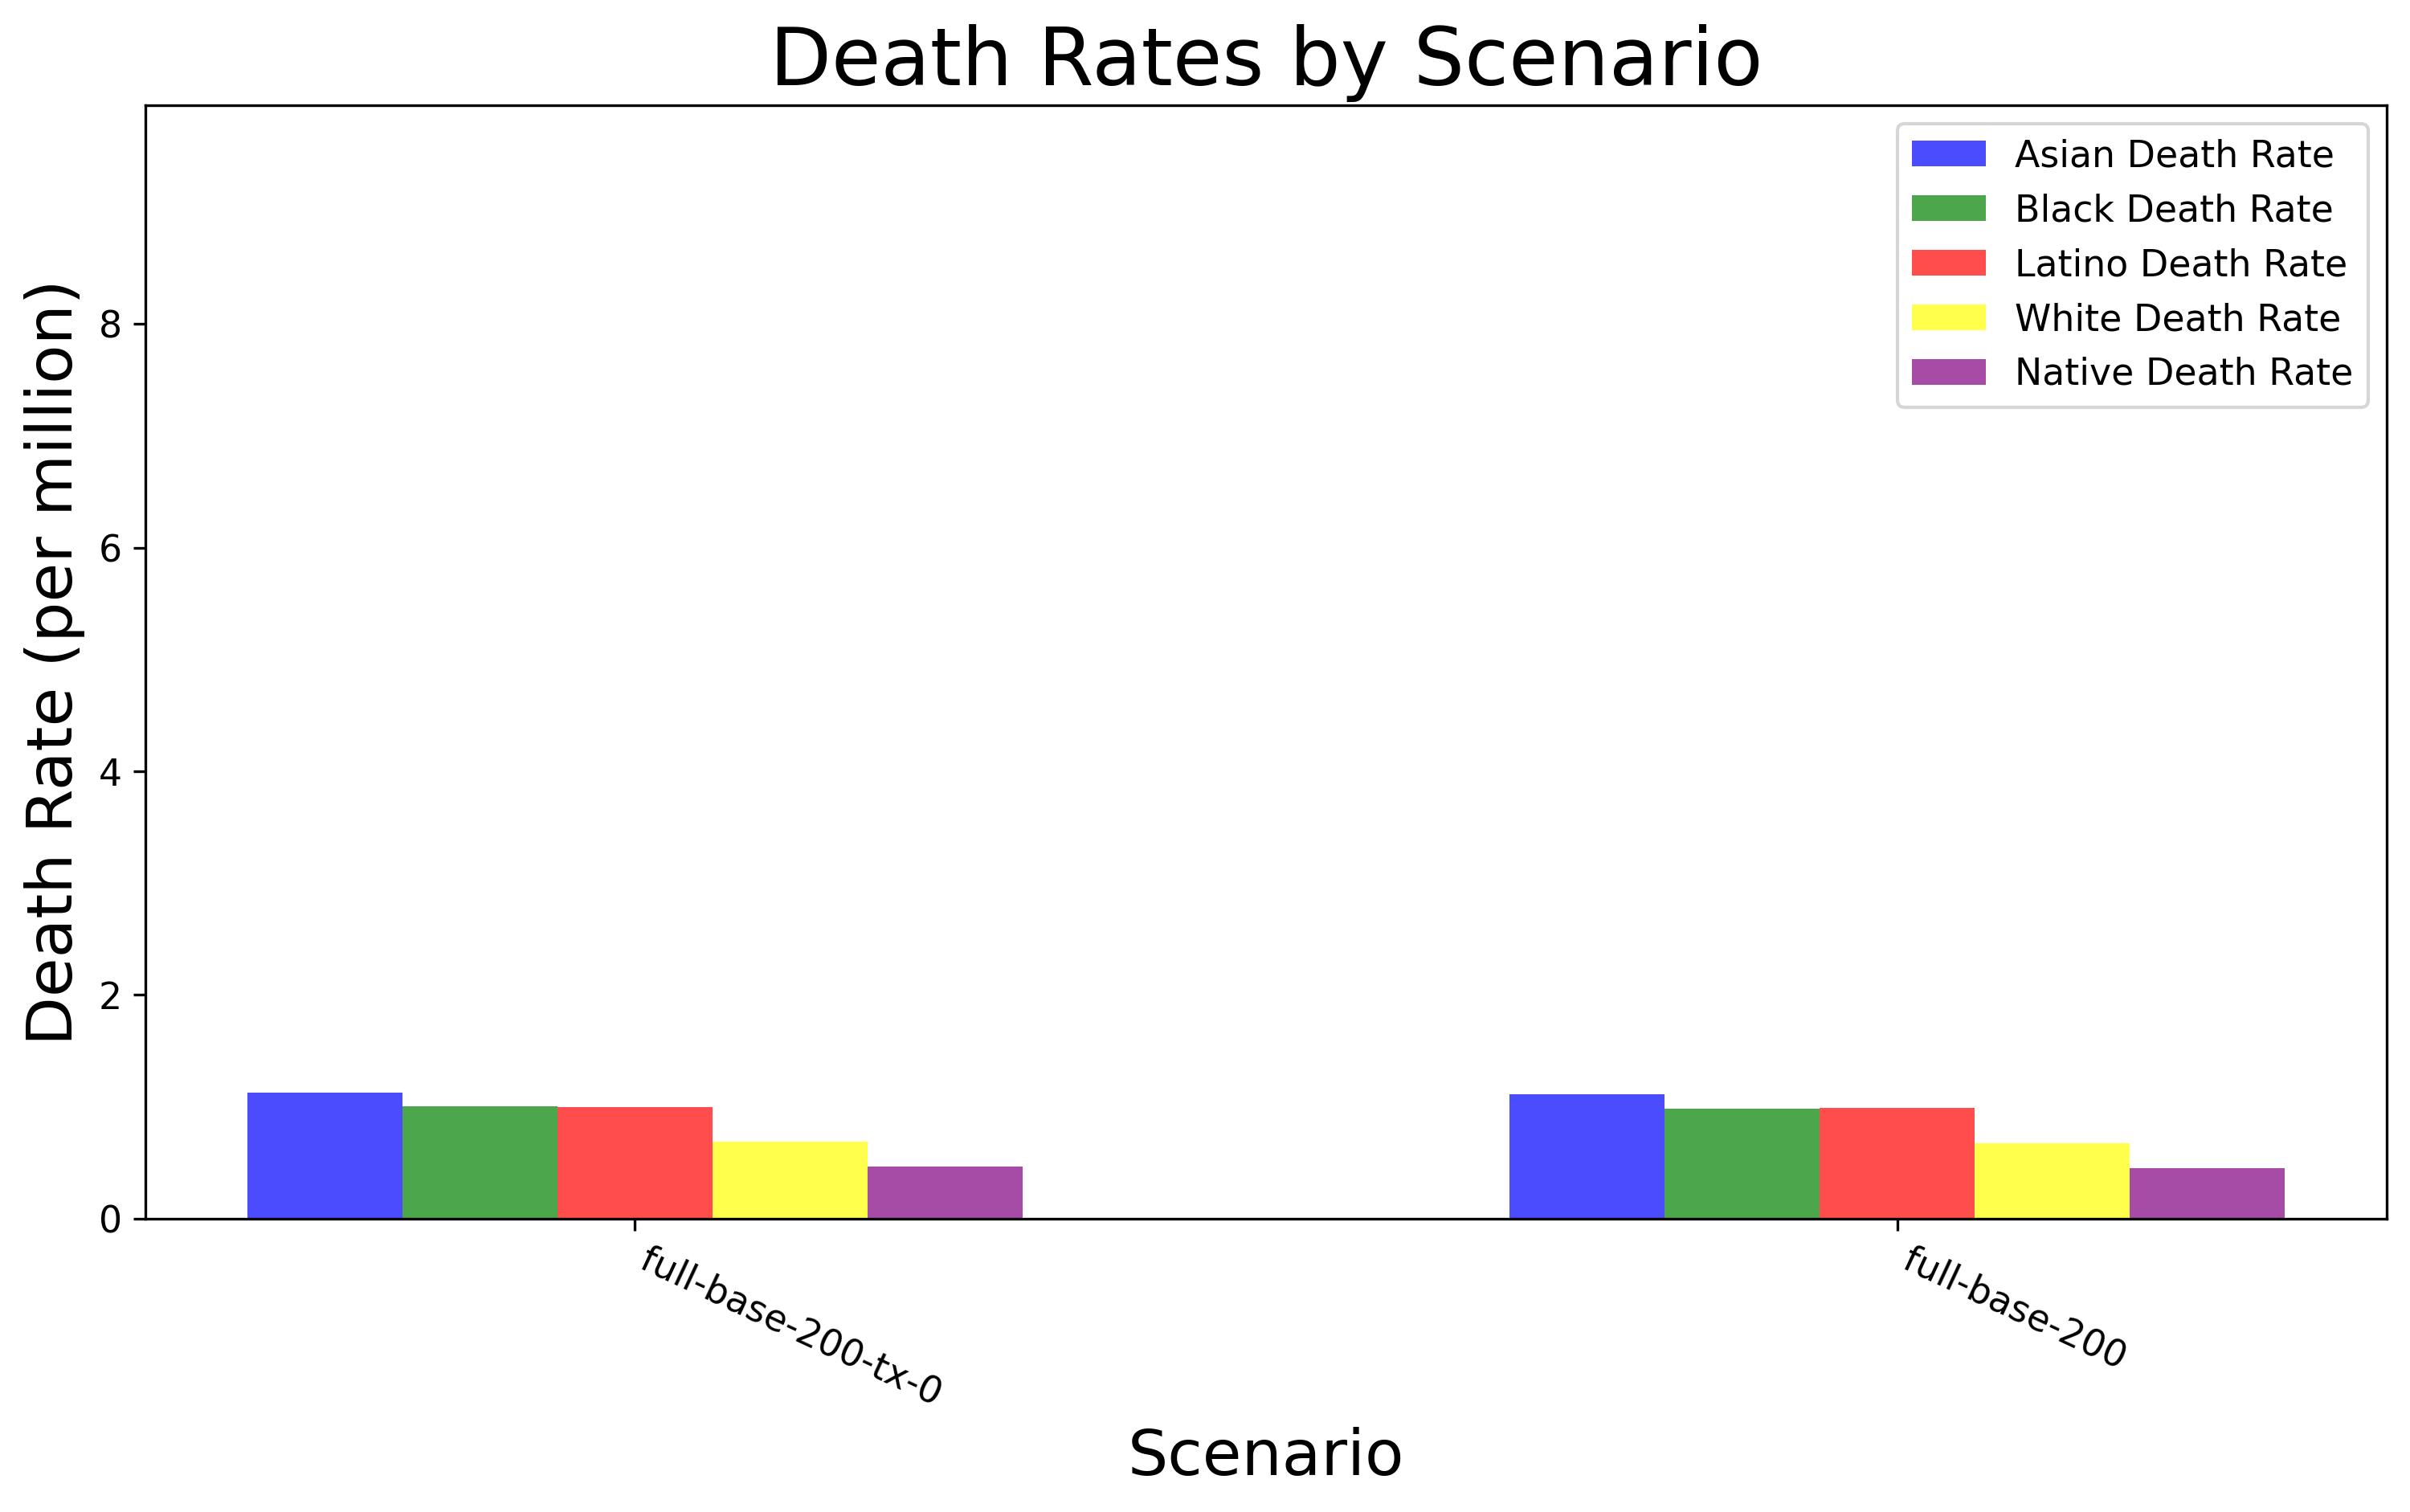 Death Rates by Scenario
Asian Death Rate
Black Death Rate
Latino Death Rate
White Death Rate
Native Death Rate
Death Rate (per million)
8
6
4
2
0
full-base-200-tx-0
full-base-200
Scenario